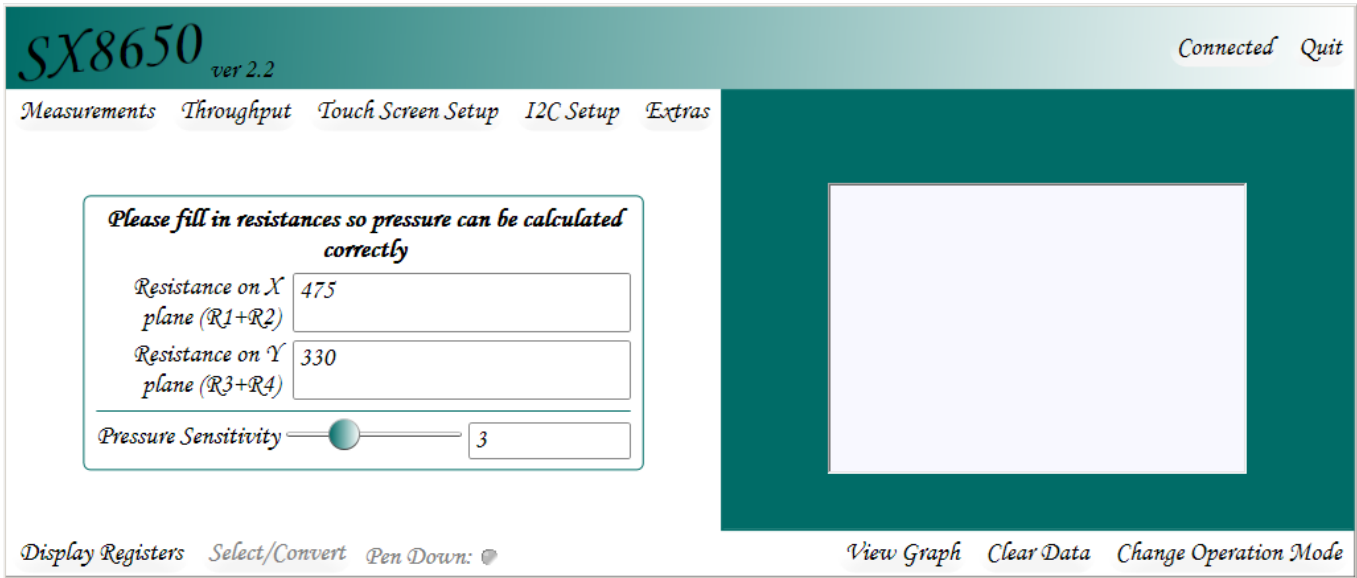 SX8650 ver 2.2
Connected Quit
Measurements Throughput Touch Screen Setup I2C Setup Extras
Please fill in resistances so pressure can be calculated
correctly
Resistance on X
plane (R1+R2)
475
Resistance on Y
plane (R3+R4)
330
Pressure Sensitivity 3
Display Registers Select/Convert Pen Down:
View Graph Clear Data Change Operation Mode